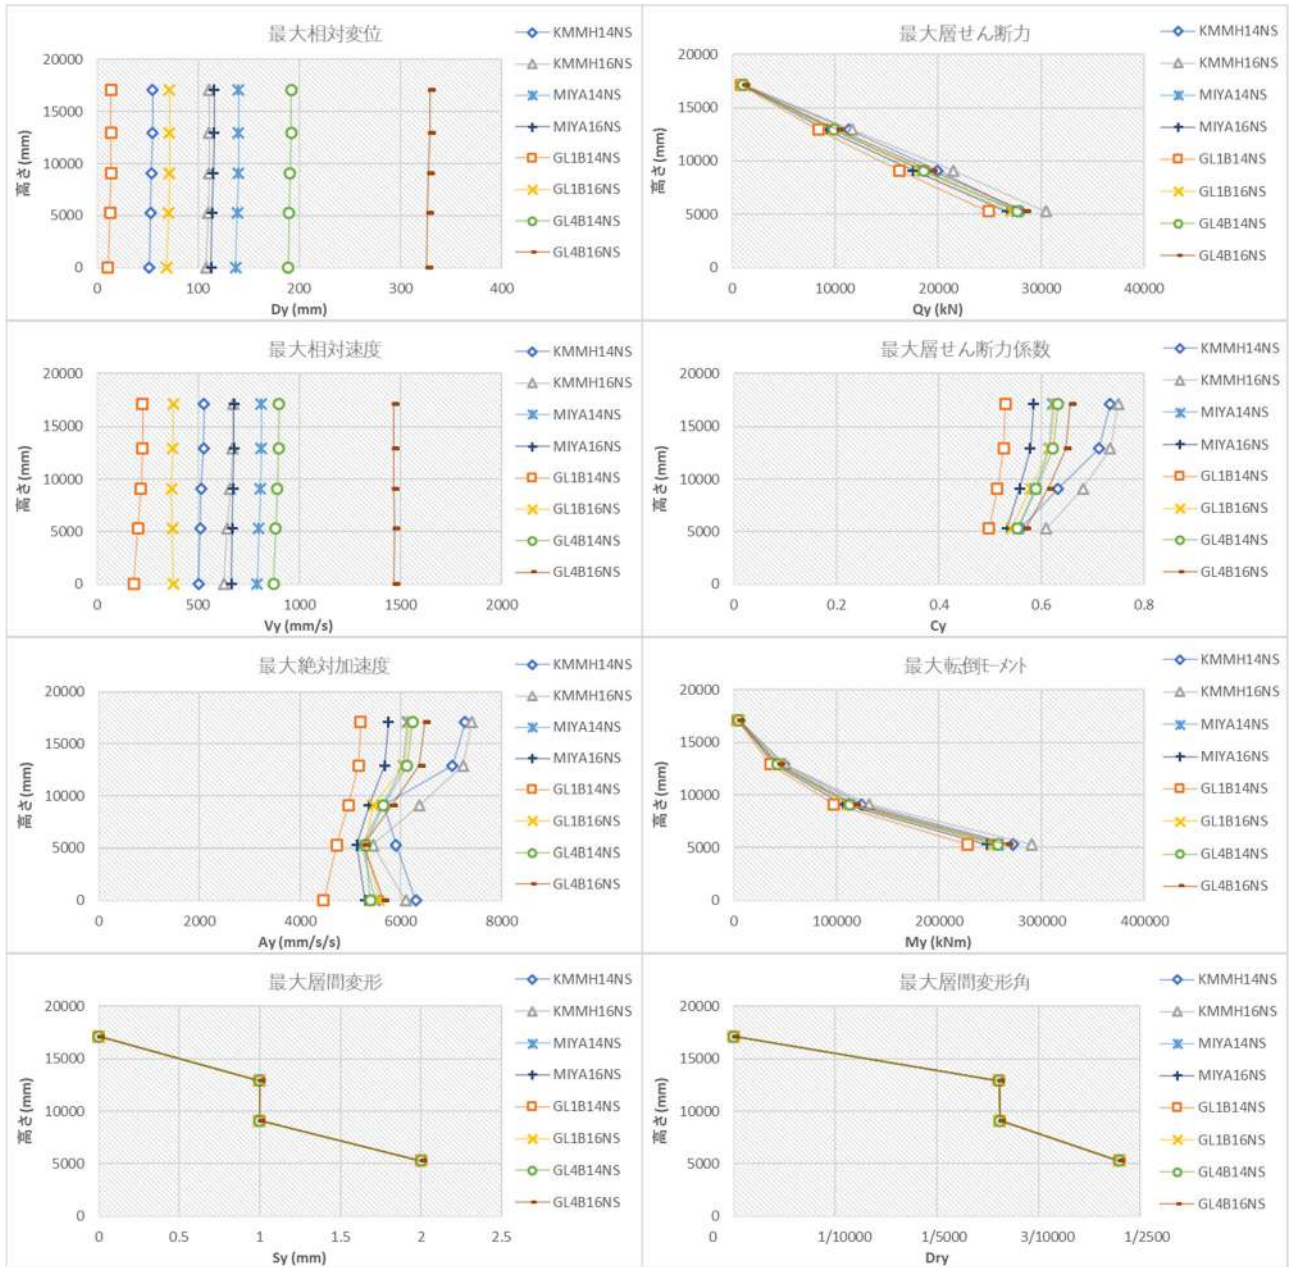 最大相対変位
20000
15000
10000
5000
0
高さ(mm)
0 100 200 300 400
Dy (mm)
KMMH14NS
KMMH16NS
MIYA14NS
MIYA16NS
GL1B14NS
GL1B16NS
GL4B14NS
GL4B16NS
最大層せん断力
20000
15000
10000
5000
0
高さ(mm)
0 10000 20000 30000 40000
Qy (kN)
KMMH14NS
KMMH16NS
MIYA14NS
MIYA16NS
GL1B14NS
GL1B16NS
GL4B14NS
GL4B16NS
最大相対速度
20000
15000
10000
5000
0
高さ(mm)
0 500 1000 1500 2000
Vy (mm/s)
KMMH14NS
KMMH16NS
MIYA14NS
MIYA16NS
GL1B14NS
GL1B16NS
GL4B14NS
GL4B16NS
最大層せん断力係数
20000
15000
10000
5000
0
高さ(mm)
0 0.2 0.4 0.6 0.8
Cy
KMMH14NS
KMMH16NS
MIYA14NS
MIYA16NS
GL1B14NS
GL1B16NS
GL4B14NS
GL4B16NS
最大絶対加速度
20000
15000
10000
5000
0
高さ(mm)
0 2000 4000 6000 8000
Ay (mm/s/s)
KMMH14NS
KMMH16NS
MIYA14NS
MIYA16NS
GL1B14NS
GL1B16NS
GL4B14NS
GL4B16NS
最大転倒ﾓｰﾒﾝﾄ
20000
15000
10000
5000
0
高さ(mm)
0 100000 200000 300000 400000
My (kNm)
KMMH14NS
KMMH16NS
MIYA14NS
MIYA16NS
GL1B14NS
GL1B16NS
GL4B14NS
GL4B16NS
最大層間変形
20000
15000
10000
5000
0
高さ(mm)
0 0.5 1 1.5 2 2.5
Sy (mm)
KMMH14NS
KMMH16NS
MIYA14NS
MIYA16NS
GL1B14NS
GL1B16NS
GL4B14NS
GL4B16NS
最大層間変形角
20000
15000
10000
5000
0
高さ(mm)
0 1/10000 1/5000 3/10000 1/2500
Dry
KMMH14NS
KMMH16NS
MIYA14NS
MIYA16NS
GL1B14NS
GL1B16NS
GL4B14NS
GL4B16NS